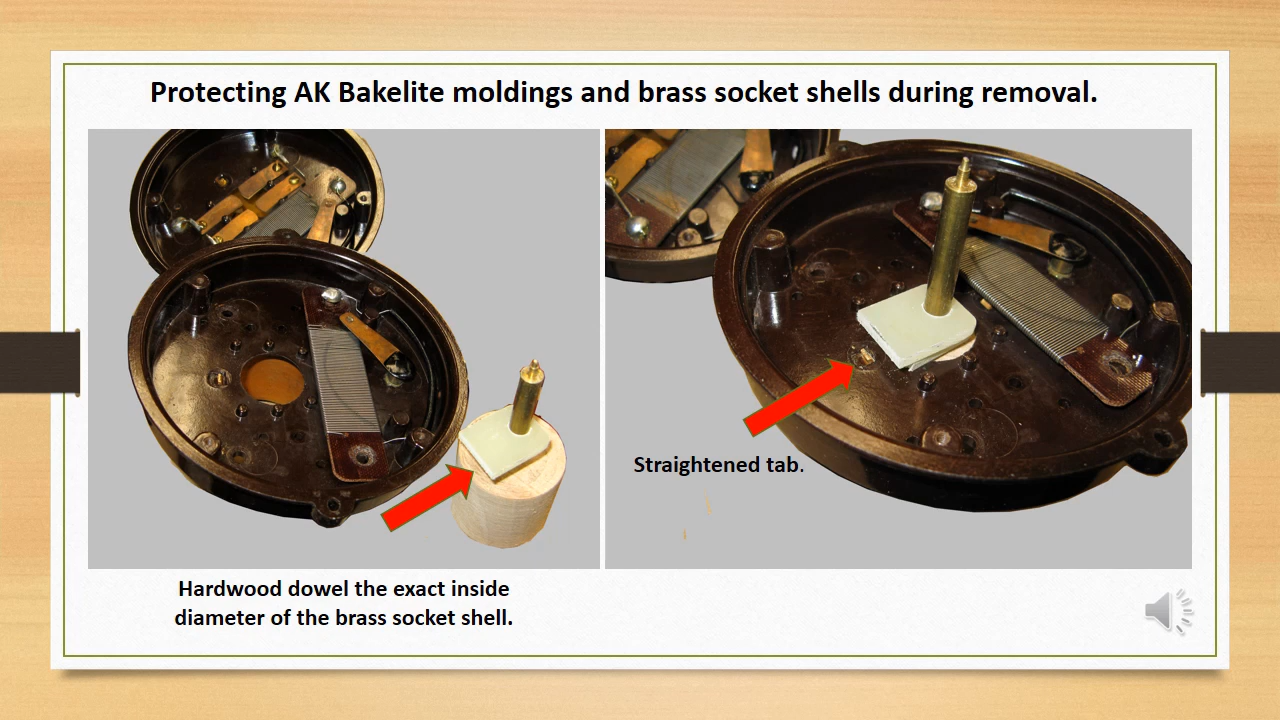 Protecting AK Bakelite moldings and brass socket shells during removal.
Straightened tab.
Hardwood dowel the exact inside
diameter of the brass socket shell.